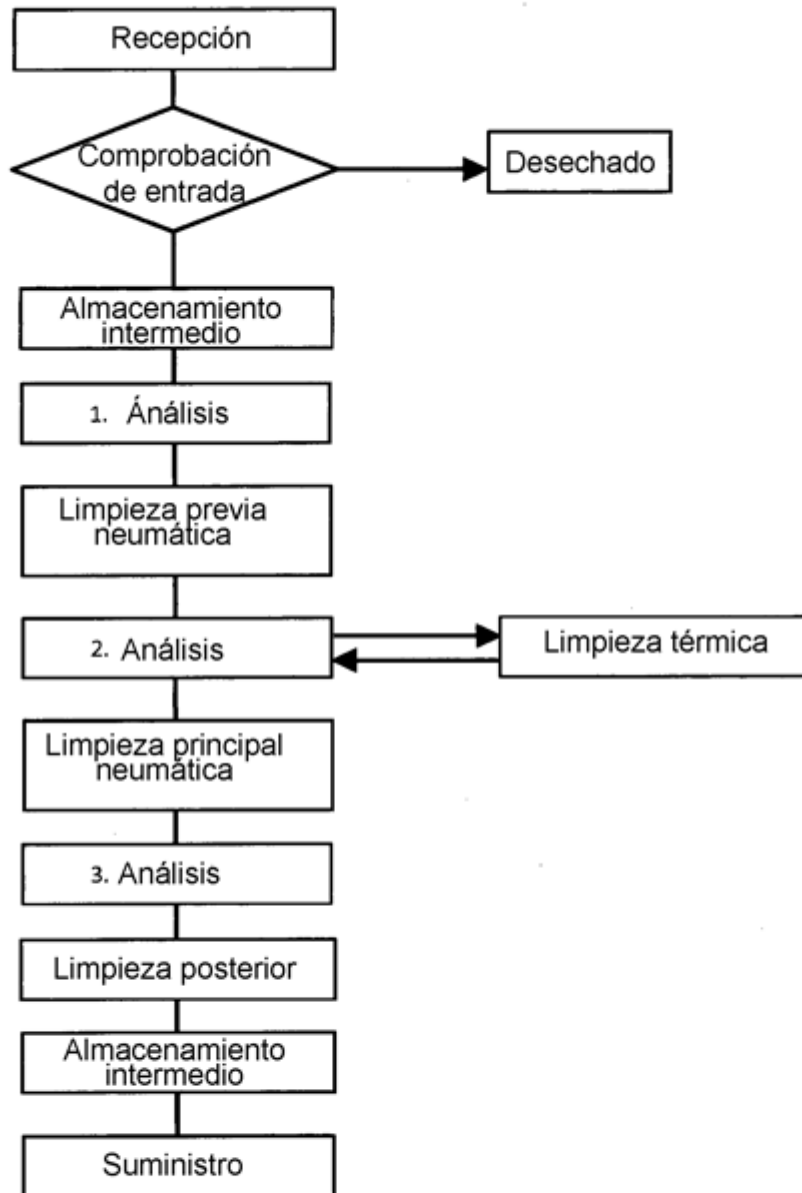 Recepción
Comprobación
de entrada
Desechado
Almacenamiento
intermedio
1. Ánálisis
Limpieza previa
neumática
2. Análisis
Limpieza térmica
Limpieza principal
neumática
3. Análisis
Limpieza posterior
Almacenamiento
intermedio
Suministro